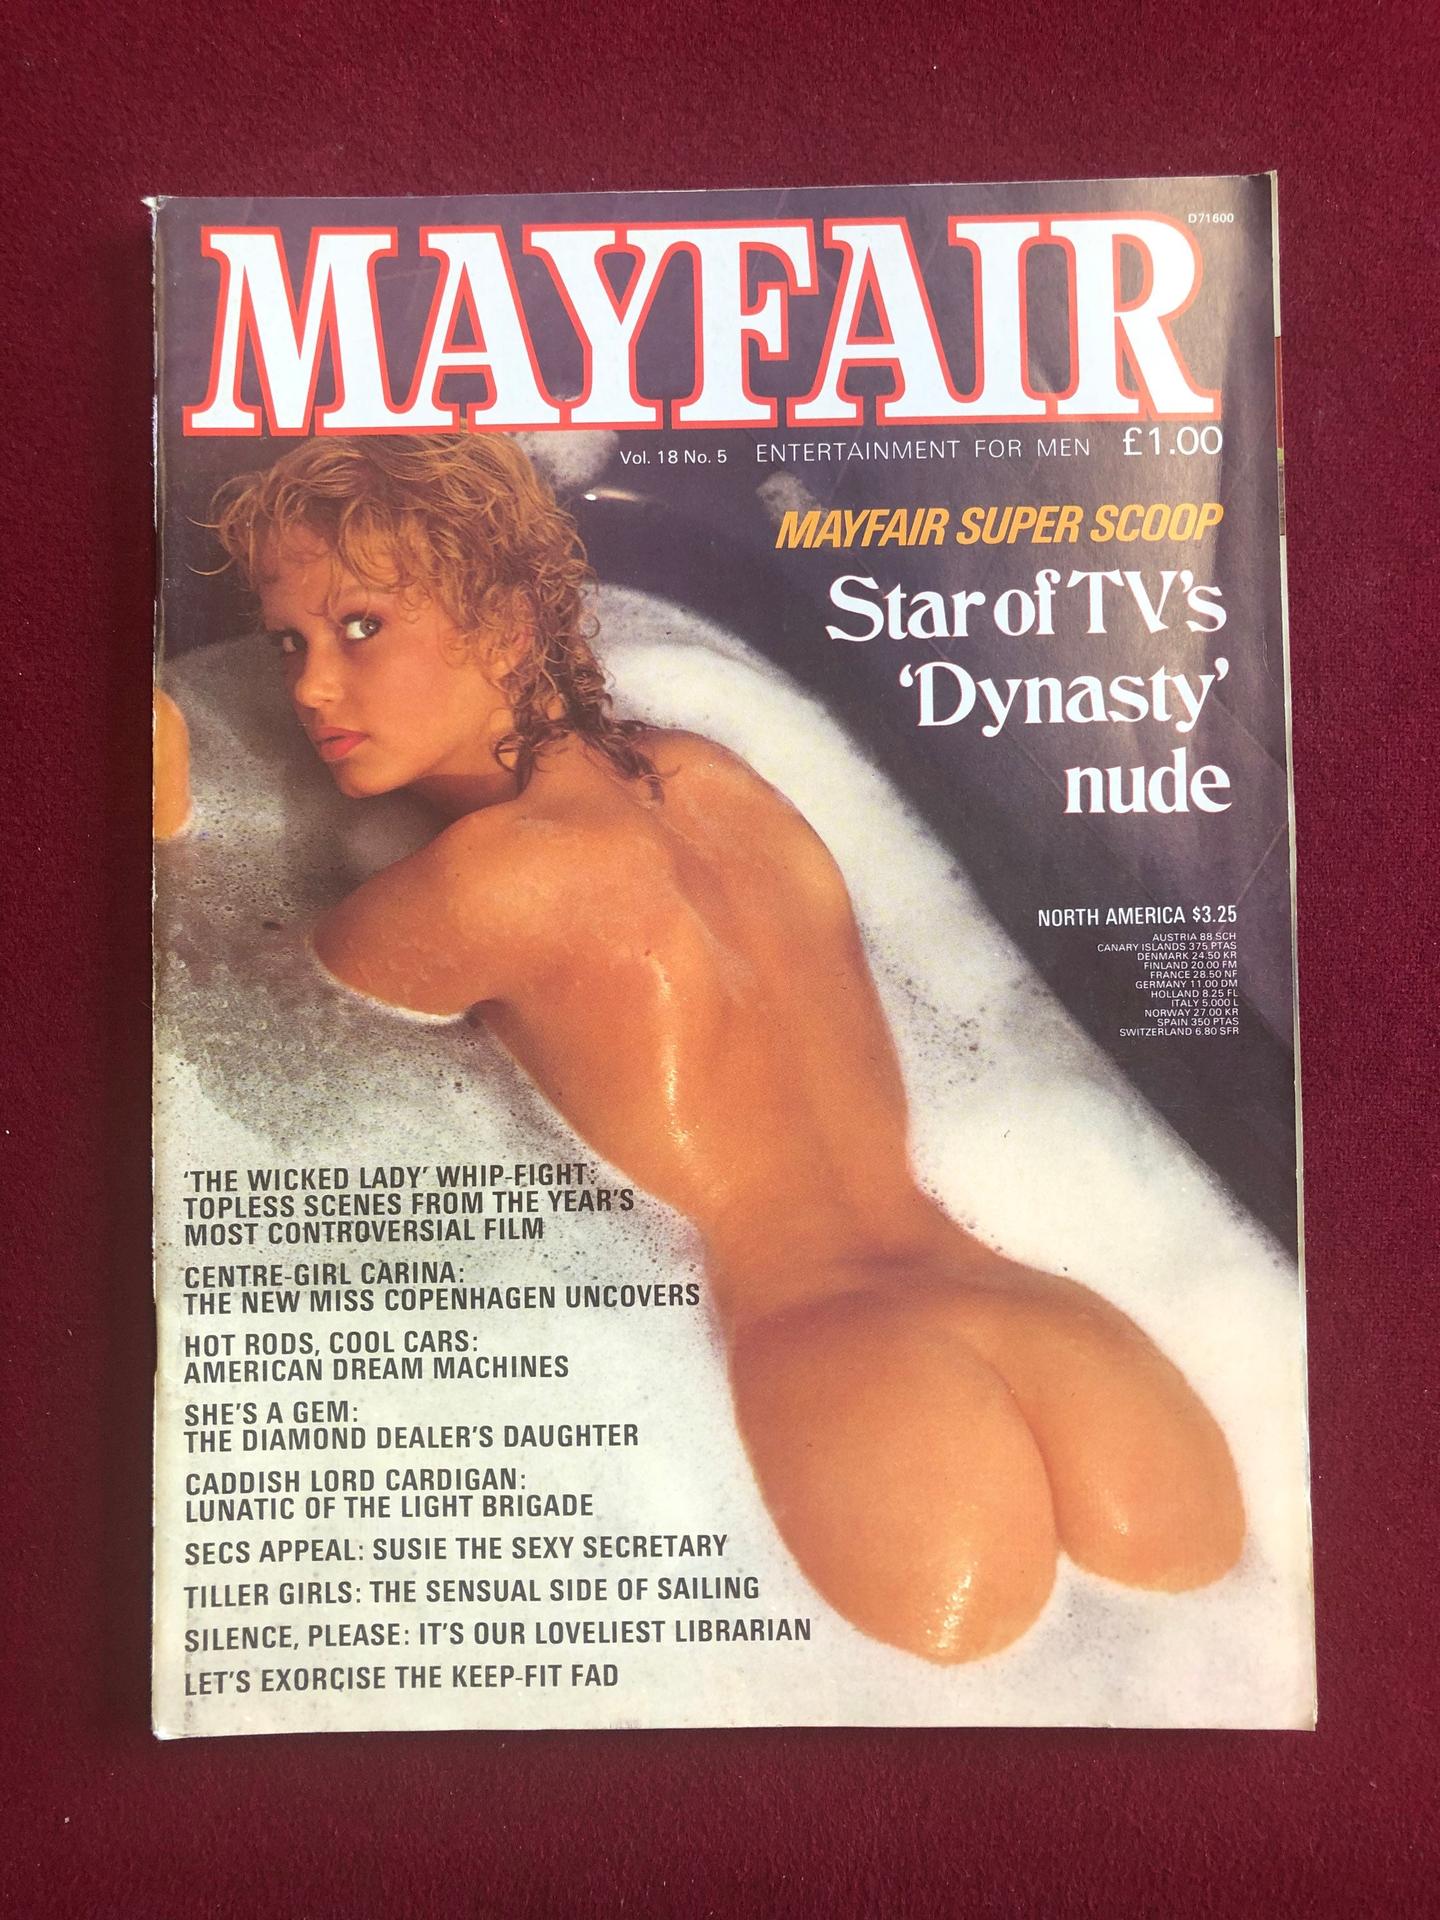 D71600
MAYFAIR
Vol. 18 No. 5 ENTERTAINMENT FOR MEN £1.00
MAYFAIR SUPER SCOOP
Star of TV's
'Dynasty'
nude
NORTH AMERICA $3.25
AUSTRIA 88 SCH
CANARY ISLANDS 375 PTAS
DENMARK 24.50 KR
FINLAND 20.00 FM
FRANCE 28.50 NF
GERMANY 11.00 DM
HOLLAND 8.25 FL
ITALY 5.000 L
NORWAY 27.00 KR
SPAIN 350 PTAS
SWITZERLAND 6.80 SFR
'THE WICKED LADY' WHIP-FIGHT:
TOPLESS SCENES FROM THE YEAR'S
MOST CONTROVERSIAL FILM
CENTRE-GIRL CARINA:
THE NEW MISS COPENHAGEN UNCOVERS
HOT RODS, COOL CARS:
AMERICAN DREAM MACHINES
SHE'S A GEM:
THE DIAMOND DEALER'S DAUGHTER
CADDISH LORD CARDIGAN:
LUNATIC OF THE LIGHT BRIGADE
SECS APPEAL: SUSIE THE SEXY SECRETARY
TILLER GIRLS: THE SENSUAL SIDE OF SAILING
SILENCE, PLEASE: IT'S OUR LOVELIEST LIBRARIAN
LET'S EXORCISE THE KEEP-FIT FAD